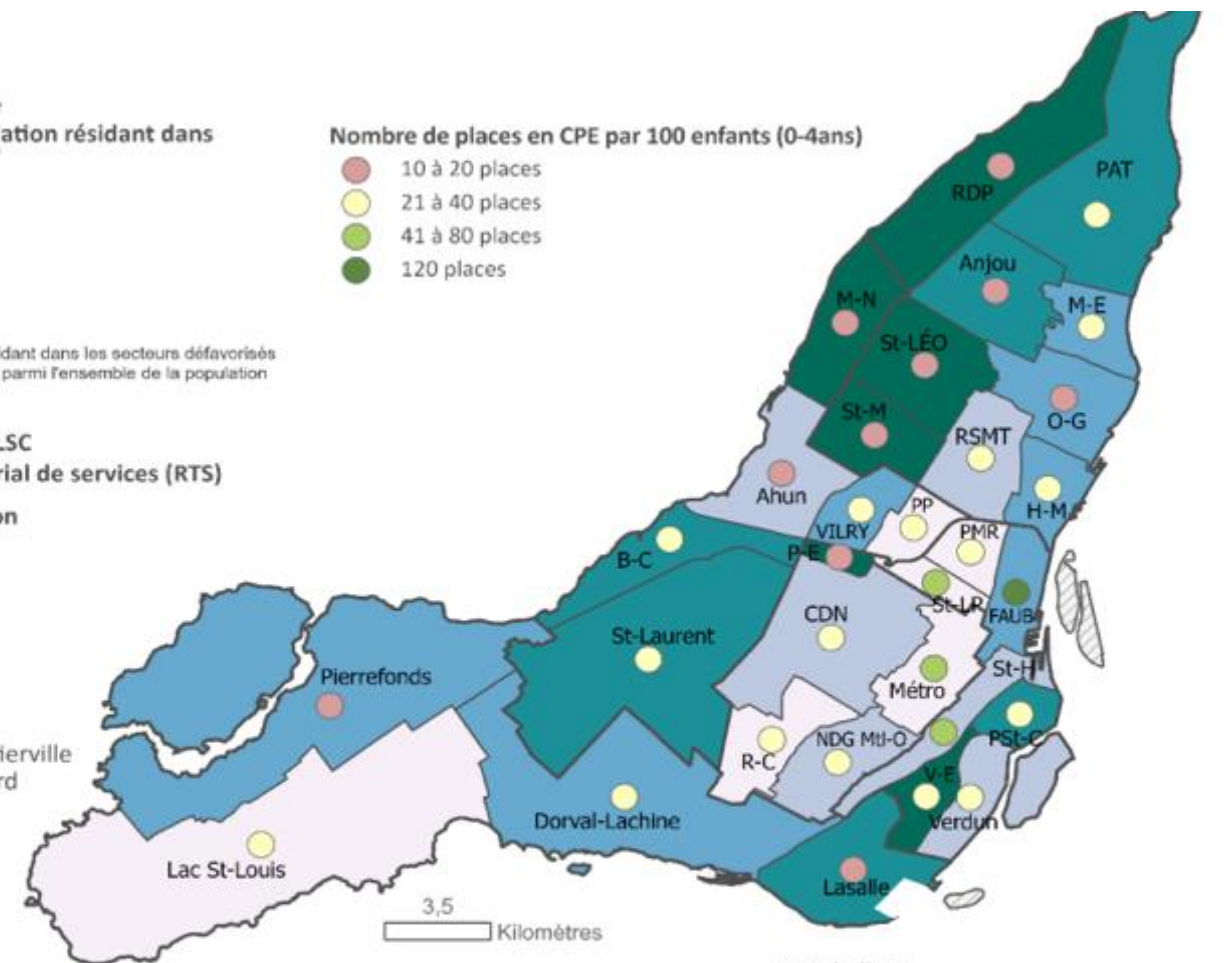 ation résidant dans
Nombre de places en CPE par 100 enfants (0-4ans)
10 à 20 places
21 à 40 places
41 à 80 places
120 places
dant dans les secteurs défavorisés
parmi l'ensemble de la population
LSC
rial de services (RTS)
on
ierville
rd
PAT
RDP
Anjou
M-N
M-E
St-LÉO
St-M
O-G
RSMT
Ahun
H-M
PP
VILRY
PMR
P-E
B-C
St-LP
FAUB
CDN
St-Laurent
St-H
Pierrefonds
Métro
NDG Mtl-O
PSt-C
R-C
V-E
Dorval-Lachine
Verdun
Lac St-Louis
Lasalle
3,5
Kilomètres